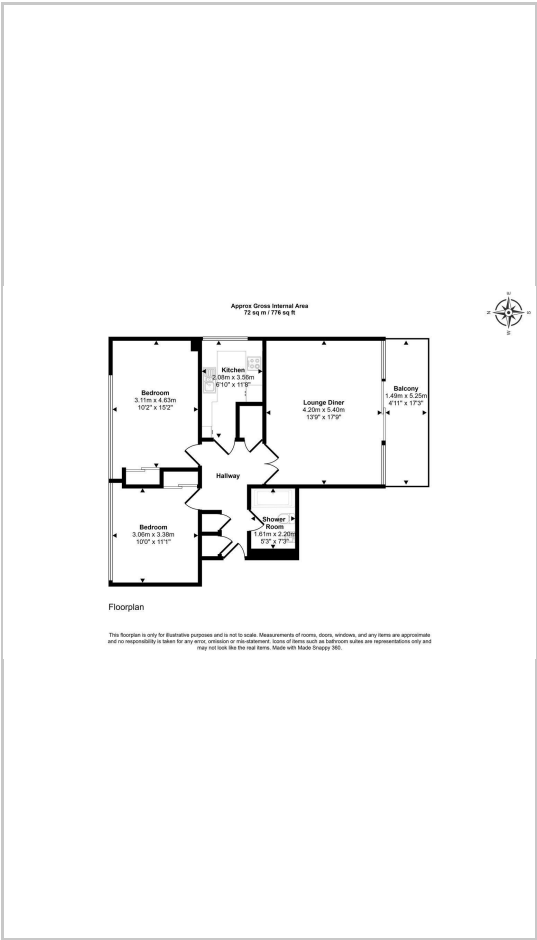 Approx Gross Internal Area
72 sq m / 776 sq ft
E
N
S
W
Kitchen
2.08m x 3.56m
6'10" x 11'8"
Bedroom
3.11m x 4.63m
10'2" x 15'2"
Lounge Diner
4.20m x 5.40m
13'9" x 17'9"
Balcony
1.49m x 5.25m
4'11" x 17'3"
Hallway
Bedroom
3.06m x 3.38m
10'0" x 11'1"
Shower
Room
1.61m x 2.20m
5'3" x 7'3"
Floorplan
This floorplan is only for illustrative purposes and is not to scale. Measurements of rooms, doors, windows, and any items are approximate
and no responsibility is taken for any error, omission or mis-statement. Icons of items such as bathroom suites are representations only and
may not look like the real items. Made with Made Snappy 360.